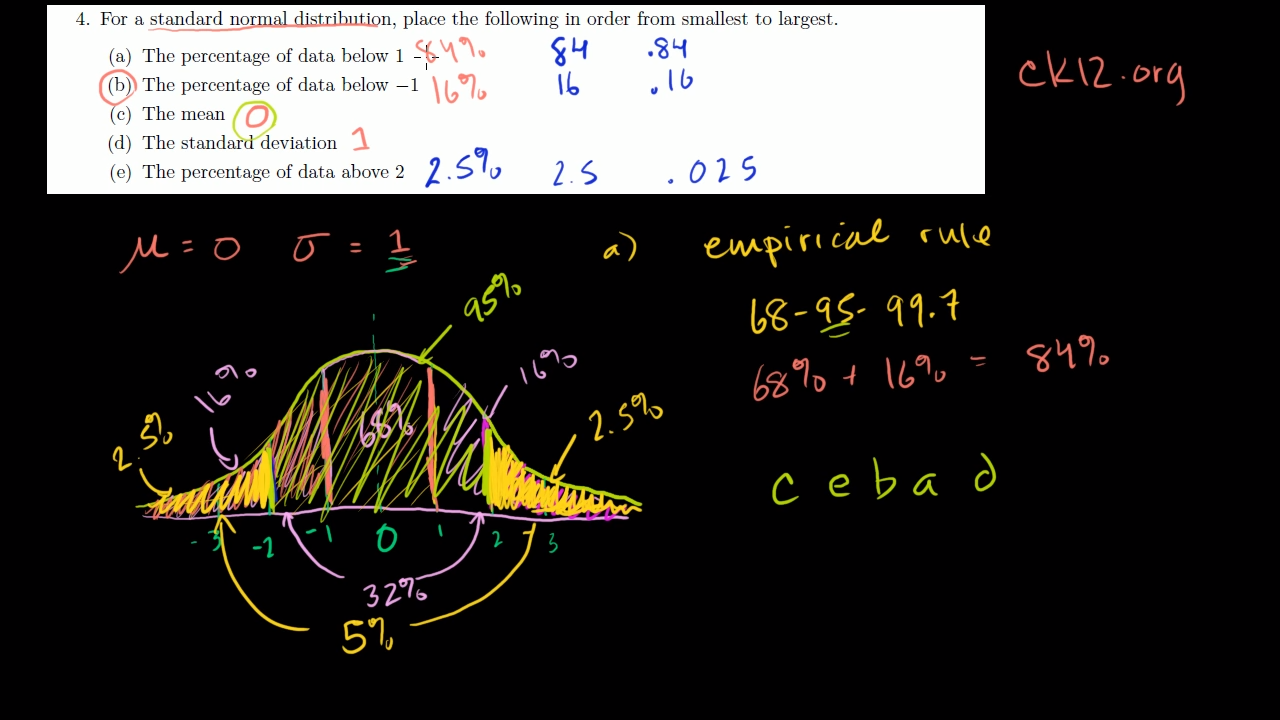 4. For a standard normal distribution, place the following in order from smallest to largest.
(a) The percentage of data below 1 84% 84 .84
(b) The percentage of data below −1 16% 16 .16
(c) The mean 0
(d) The standard deviation 1
(e) The percentage of data above 2 2.5% 2.5 .025
ck12.org
μ = 0 σ = 1
a) empirical rule
68-95-99.7
68% + 16% = 84%
c e b a d
95%
16% 16%
2.5% 68% 2.5%
-3 -2 -1 0 1 2 3
32%
5%